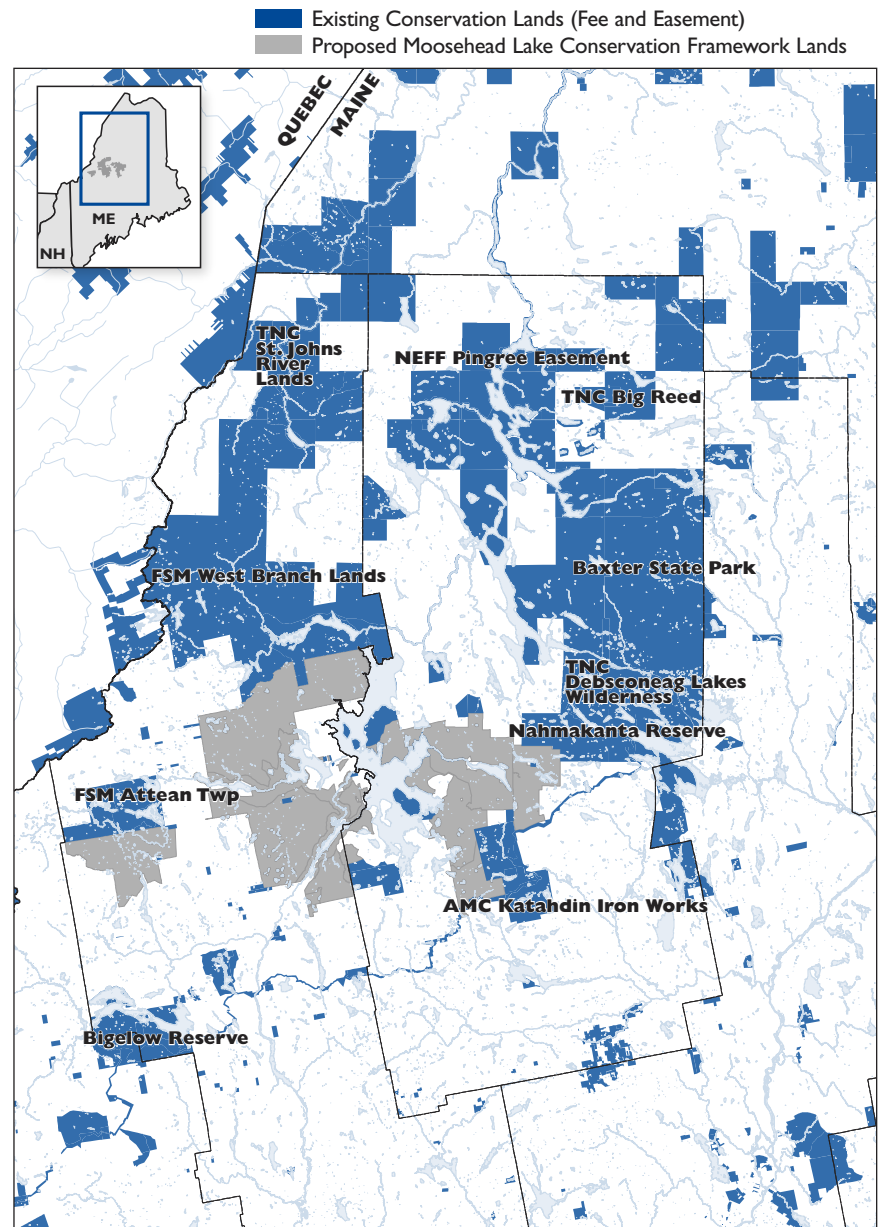 Existing Conservation Lands (Fee and Easement)
Proposed Moosehead Lake Conservation Framework Lands
QUEBEC
MAINE
ME
NH
TNC
St. Johns
River
Lands
NEFF Pingree Easement
TNC Big Reed
FSM West Branch Lands
Baxter State Park
TNC
Debsconeag Lakes
Wilderness
Nahmakanta Reserve
FSM Attean Twp
AMC Katahdin Iron Works
Bigelow Reserve